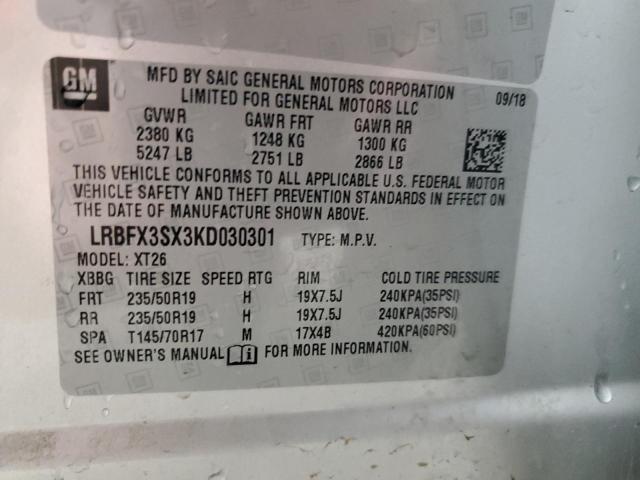 GM
MFD BY SAIC GENERAL MOTORS CORPORATION
LIMITED FOR GENERAL MOTORS LLC
09/18
GVWR GAWR FRT GAWR RR
2380 KG 1248 KG 1300 KG
5247 LB 2751 LB 2866 LB
THIS VEHICLE CONFORMS TO ALL APPLICABLE U.S. FEDERAL MOTOR
VEHICLE SAFETY AND THEFT PREVENTION STANDARDS IN EFFECT ON
THE DATE OF MANUFACTURE SHOWN ABOVE.
LRBFX3SX3KD030301 TYPE: M.P.V.
MODEL: XT26
XBBG TIRE SIZE SPEED RTG RIM COLD TIRE PRESSURE
FRT 235/50R19 H 19X7.5J 240KPA(35PSI)
RR 235/50R19 H 19X7.5J 240KPA(35PSI)
SPA T145/70R17 M 17X4B 420KPA(60PSI)
SEE OWNER'S MANUAL FOR MORE INFORMATION.